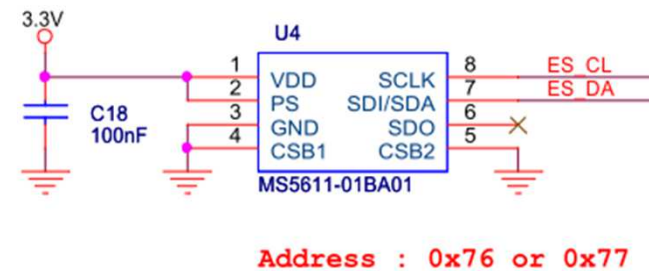 3.3V
U4
1 VDD SCLK 8 ES_CL
2 PS SDI/SDA 7 ES_DA
3 GND SDO 6
4 CSB1 CSB2 5
C18
100nF
MS5611-01BA01
Address : 0x76 or 0x77